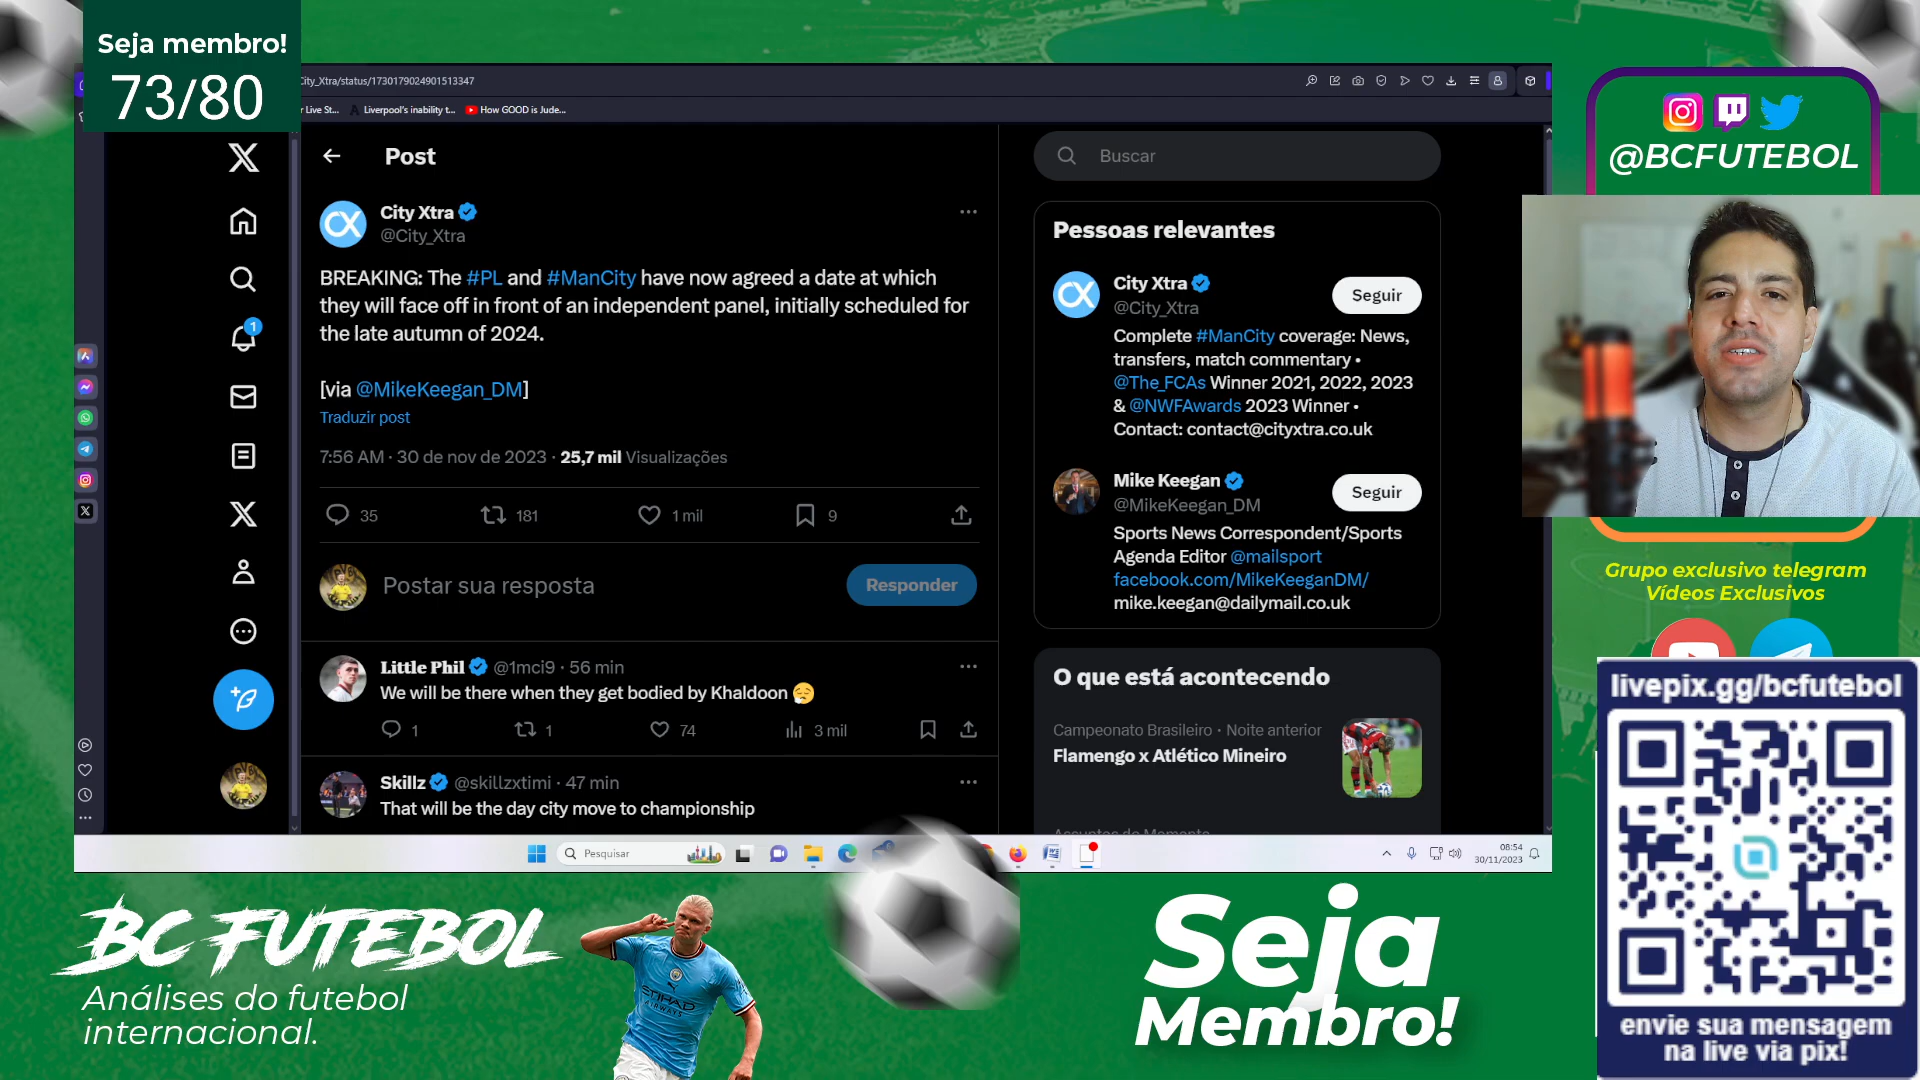 Seja membro!
73/80
City_Xtra/status/1730179024901513347
r Live St...
Liverpool's inability t...
How GOOD is Jude...
Post
City Xtra
@City_Xtra
BREAKING: The #PL and #ManCity have now agreed a date at which
they will face off in front of an independent panel, initially scheduled for
the late autumn of 2024.
[via @MikeKeegan_DM]
Traduzir post
7:56 AM · 30 de nov de 2023 · 25,7 mil Visualizações
35
181
1 mil
9
Postar sua resposta
Responder
Little Phil @1mci9 · 56 min
We will be there when they get bodied by Khaldoon 😮‍💨
1
1
74
3 mil
Skillz @skillzxtimi · 47 min
That will be the day city move to championship
1
Buscar
Pessoas relevantes
City Xtra
@City_Xtra
Seguir
Complete #ManCity coverage: News,
transfers, match commentary •
@The_FCAs Winner 2021, 2022, 2023
& @NWFAwards 2023 Winner •
Contact: contact@cityxtra.co.uk
Mike Keegan
@MikeKeegan_DM
Seguir
Sports News Correspondent/Sports
Agenda Editor @mailsport
facebook.com/MikeKeeganDM/
mike.keegan@dailymail.co.uk
O que está acontecendo
Campeonato Brasileiro · Noite anterior
Flamengo x Atlético Mineiro
Assuntos do Momento
Pesquisar
08:54
30/11/2023
@BCFUTEBOL
Grupo exclusivo telegram
Vídeos Exclusivos
livepix.gg/bcfutebol
envie sua mensagem
na live via pix!
BC FUTEBOL
Análises do futebol
internacional.
ETIHAD
AIRWAYS
Seja
Membro!